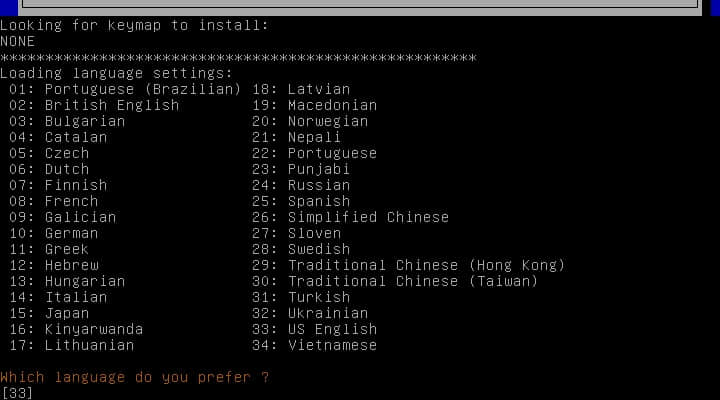 Looking for keymap to install:
NONE
*****************************************************
Loading language settings:
01: Portuguese (Brazilian) 18: Latvian
02: British English 19: Macedonian
03: Bulgarian 20: Norwegian
04: Catalan 21: Nepali
05: Czech 22: Portuguese
06: Dutch 23: Punjabi
07: Finnish 24: Russian
08: French 25: Spanish
09: Galician 26: Simplified Chinese
10: German 27: Sloven
11: Greek 28: Swedish
12: Hebrew 29: Traditional Chinese (Hong Kong)
13: Hungarian 30: Traditional Chinese (Taiwan)
14: Italian 31: Turkish
15: Japan 32: Ukrainian
16: Kinyarwanda 33: US English
17: Lithuanian 34: Vietnamese
Which language do you prefer ?
[33]